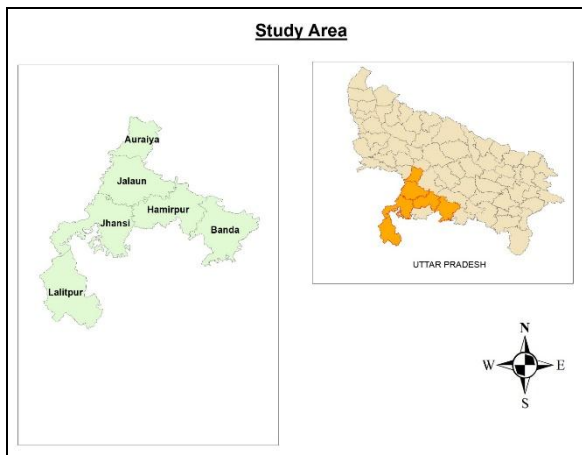 Study Area
Auraiya
Jalaun
Hamirpur
Jhansi
Banda
Lalitpur
UTTAR PRADESH
N
W
E
S